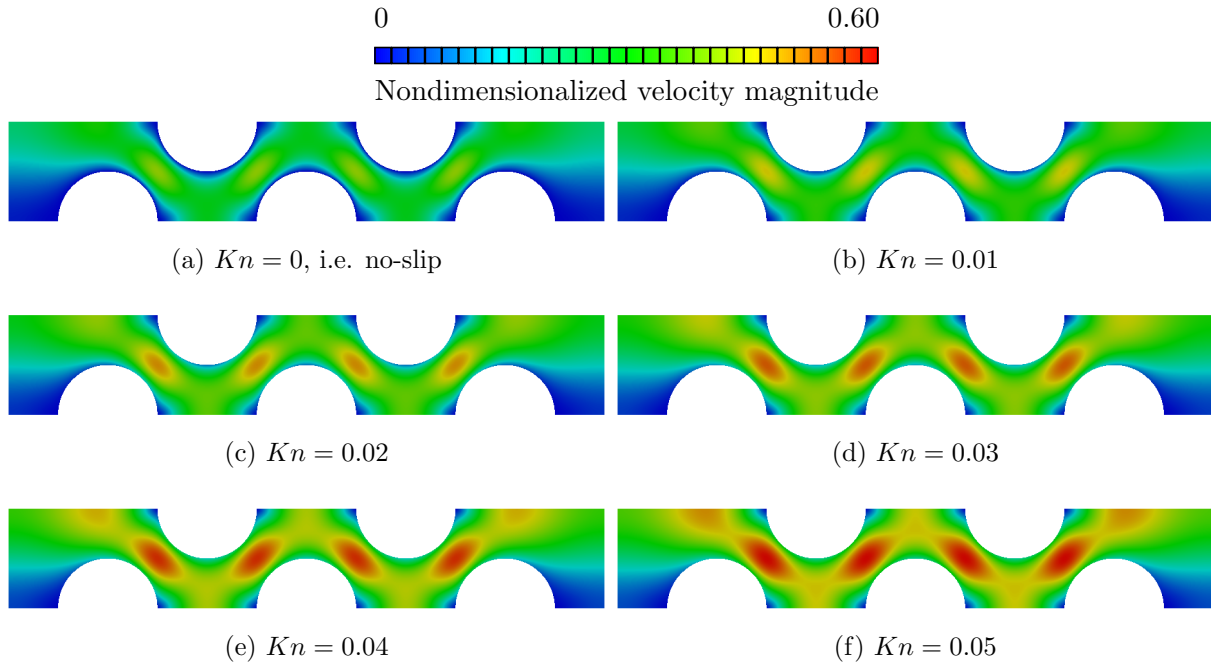 0 0.60
Nondimensionalized velocity magnitude
(a) Kn = 0, i.e. no-slip
(b) Kn = 0.01
(c) Kn = 0.02
(d) Kn = 0.03
(e) Kn = 0.04
(f) Kn = 0.05